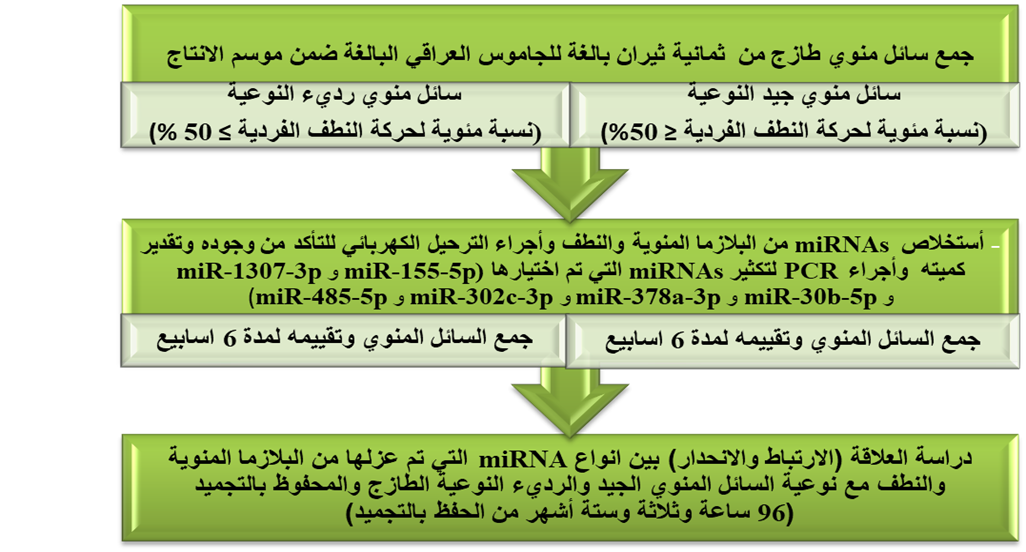 جمع سائل منوي طازج من ثمانية ثيران بالغة للجاموس العراقي البالغة ضمن موسم الانتاج
سائل منوي جيد النوعية
(نسبة مئوية لحركة النطف الفردية ≥ 50%)
سائل منوي رديء النوعية
(نسبة مئوية لحركة النطف الفردية ≤ 50 %)
- أستخلاص miRNAs من البلازما المنوية والنطف وأجراء الترحيل الكهربائي للتأكد من وجوده وتقدير
كميته وأجراء PCR لتكثير miRNAs التي تم اختيارها (miR-155-5p و miR-1307-3p
و miR-30b-5p و miR-378a-3p و miR-302c-3p و miR-485-5p)
جمع السائل المنوي وتقييمه لمدة 6 اسابيع
جمع السائل المنوي وتقييمه لمدة 6 اسابيع
دراسة العلاقة (الارتباط والانحدار) بين انواع miRNA التي تم عزلها من البلازما المنوية
والنطف مع نوعية السائل المنوي الجيد والرديء النوعية الطازج والمحفوظ بالتجميد
(96 ساعة وثلاثة وستة أشهر من الحفظ بالتجميد)